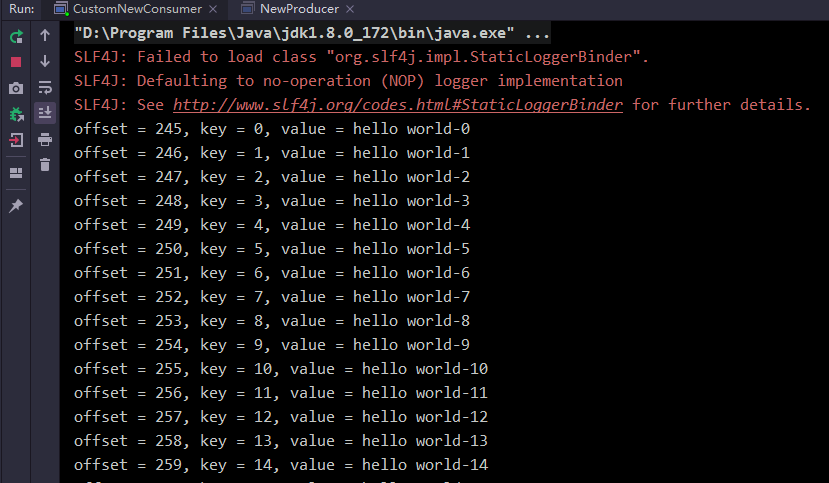 Run: CustomNewConsumer × NewProducer ×
"D:\Program Files\Java\jdk1.8.0_172\bin\java.exe" ...
SLF4J: Failed to load class "org.slf4j.impl.StaticLoggerBinder".
SLF4J: Defaulting to no-operation (NOP) logger implementation
SLF4J: See http://www.slf4j.org/codes.html#StaticLoggerBinder for further details.
offset = 245, key = 0, value = hello world-0
offset = 246, key = 1, value = hello world-1
offset = 247, key = 2, value = hello world-2
offset = 248, key = 3, value = hello world-3
offset = 249, key = 4, value = hello world-4
offset = 250, key = 5, value = hello world-5
offset = 251, key = 6, value = hello world-6
offset = 252, key = 7, value = hello world-7
offset = 253, key = 8, value = hello world-8
offset = 254, key = 9, value = hello world-9
offset = 255, key = 10, value = hello world-10
offset = 256, key = 11, value = hello world-11
offset = 257, key = 12, value = hello world-12
offset = 258, key = 13, value = hello world-13
offset = 259, key = 14, value = hello world-14